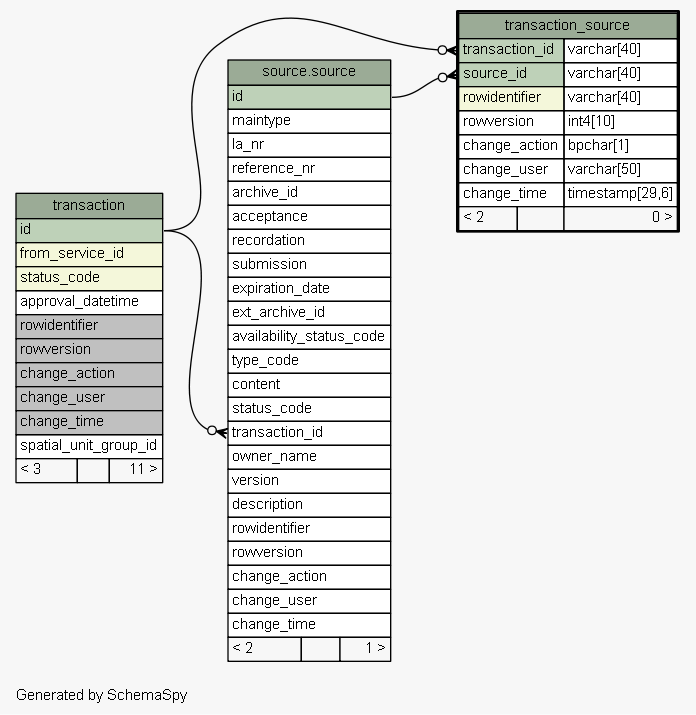 transaction_source
transaction_id varchar[40]
source_id varchar[40]
rowidentifier varchar[40]
rowversion int4[10]
change_action bpchar[1]
change_user varchar[50]
change_time timestamp[29,6]
< 2 0 >
source.source
id
maintype
la_nr
reference_nr
archive_id
acceptance
recordation
submission
expiration_date
ext_archive_id
availability_status_code
type_code
content
status_code
transaction_id
owner_name
version
description
rowidentifier
rowversion
change_action
change_user
change_time
< 2 1 >
transaction
id
from_service_id
status_code
approval_datetime
rowidentifier
rowversion
change_action
change_user
change_time
spatial_unit_group_id
< 3 11 >
Generated by SchemaSpy